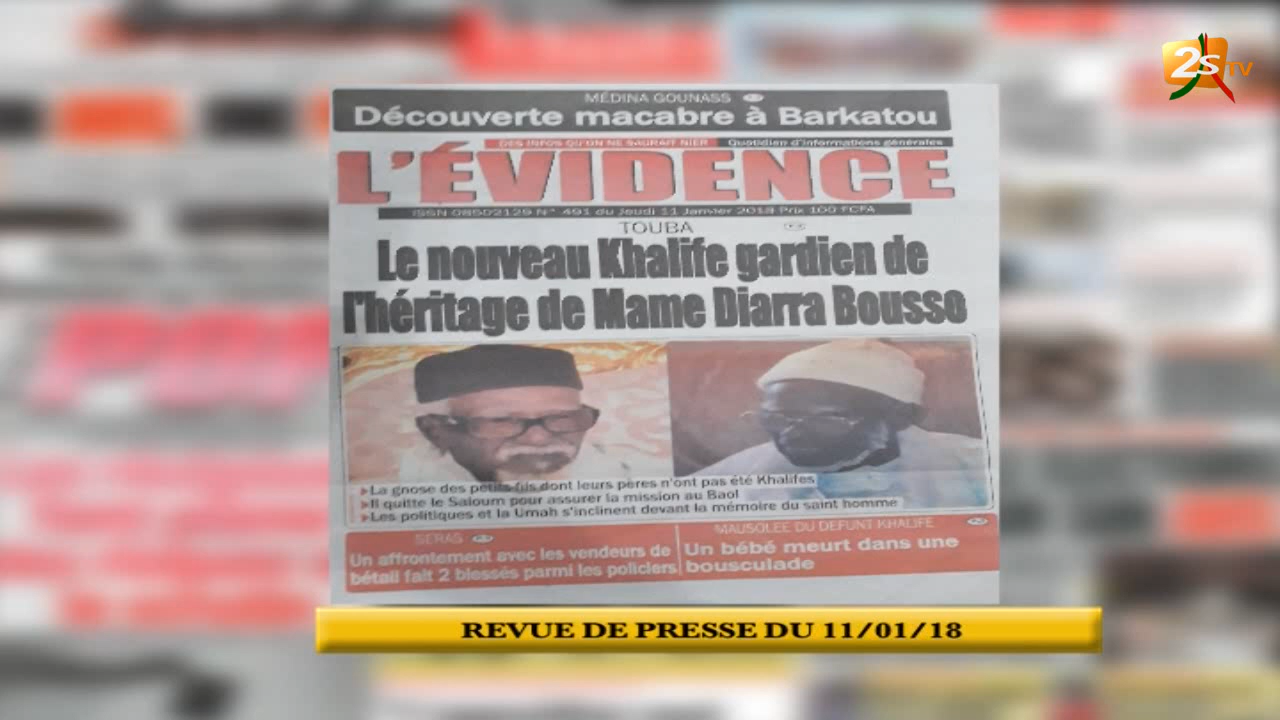 2STV
MÉDINA GOUNASS
Découverte macabre à Barkatou
DES INFOS QU'ON NE SAURAIT NIER
Quotidien d'informations générales
L'ÉVIDENCE
ISSN 08502129 N° 491 du Jeudi 11 Janvier 2018 Prix 100 FCFA
TOUBA
Le nouveau Khalife gardien de
l'héritage de Mame Diarra Bousso
La gnose des petits-fils dont leurs pères n'ont pas été Khalifes
Il quitte le Saloum pour assurer la mission au Baol
Les politiques et la Umah s'inclinent devant la mémoire du saint homme
SERAS
Un affrontement avec les vendeurs de
bétail fait 2 blessés parmi les policiers
MAUSOLEE DU DEFUNT KHALIFE
Un bébé meurt dans une
bousculade
REVUE DE PRESSE DU 11/01/18